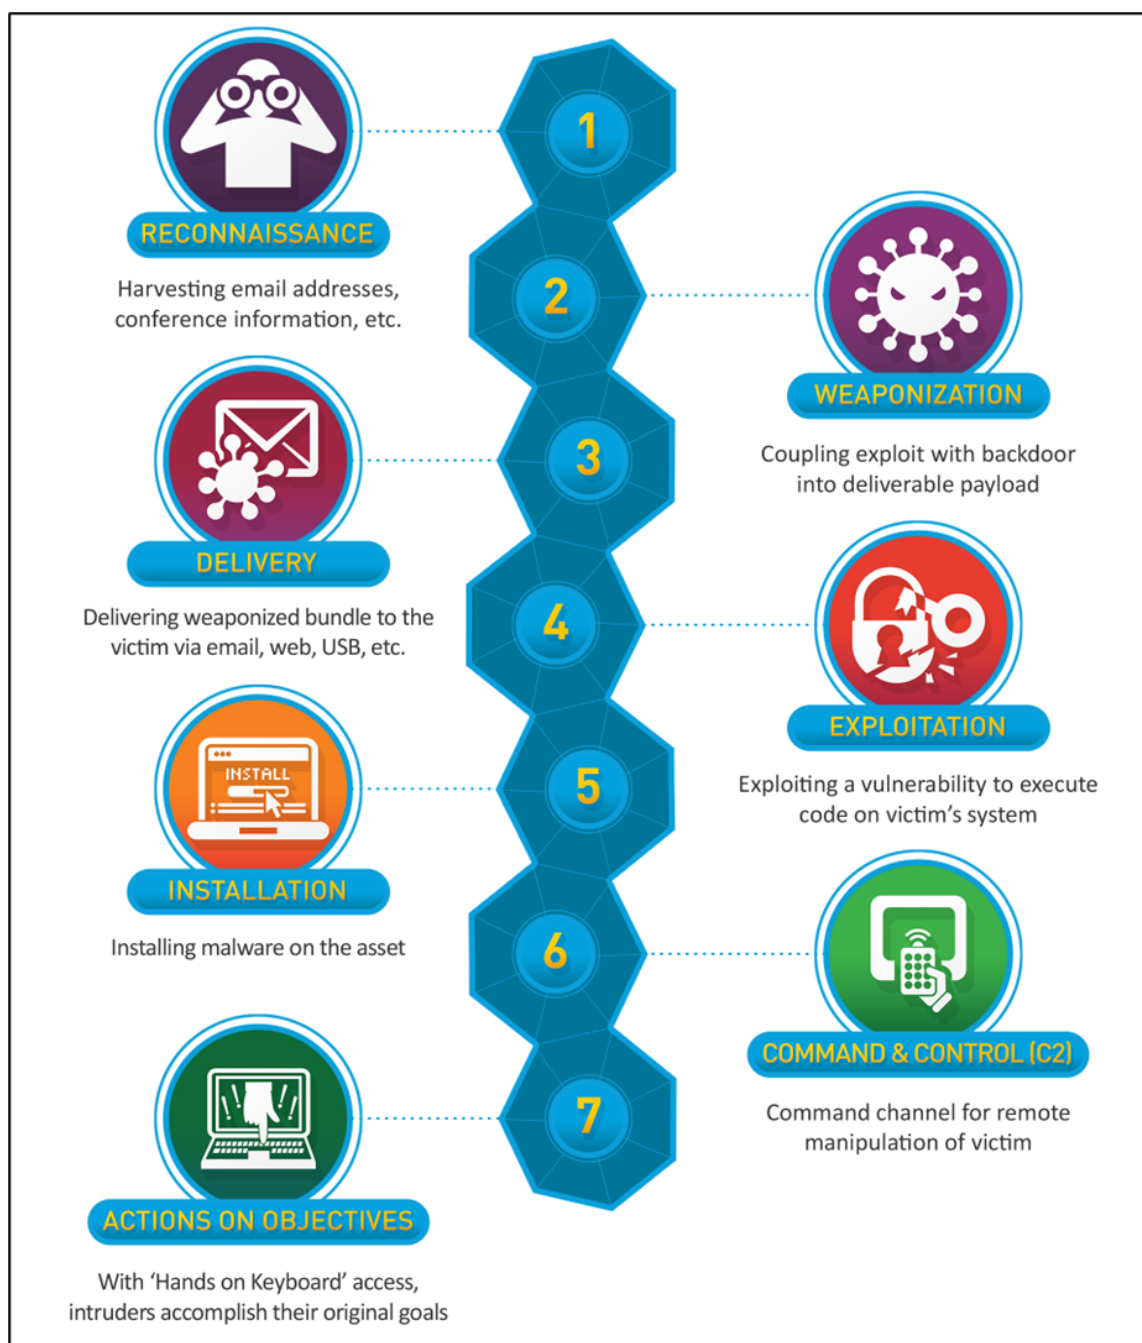 1
RECONNAISSANCE
Harvesting email addresses,
conference information, etc.
2
WEAPONIZATION
Coupling exploit with backdoor
into deliverable payload
3
DELIVERY
Delivering weaponized bundle to the
victim via email, web, USB, etc.
4
EXPLOITATION
Exploiting a vulnerability to execute
code on victim's system
5
INSTALL
INSTALLATION
Installing malware on the asset
6
COMMAND & CONTROL (C2)
Command channel for remote
manipulation of victim
7
! ! ! !
ACTIONS ON OBJECTIVES
With ‘Hands on Keyboard’ access,
intruders accomplish their original goals